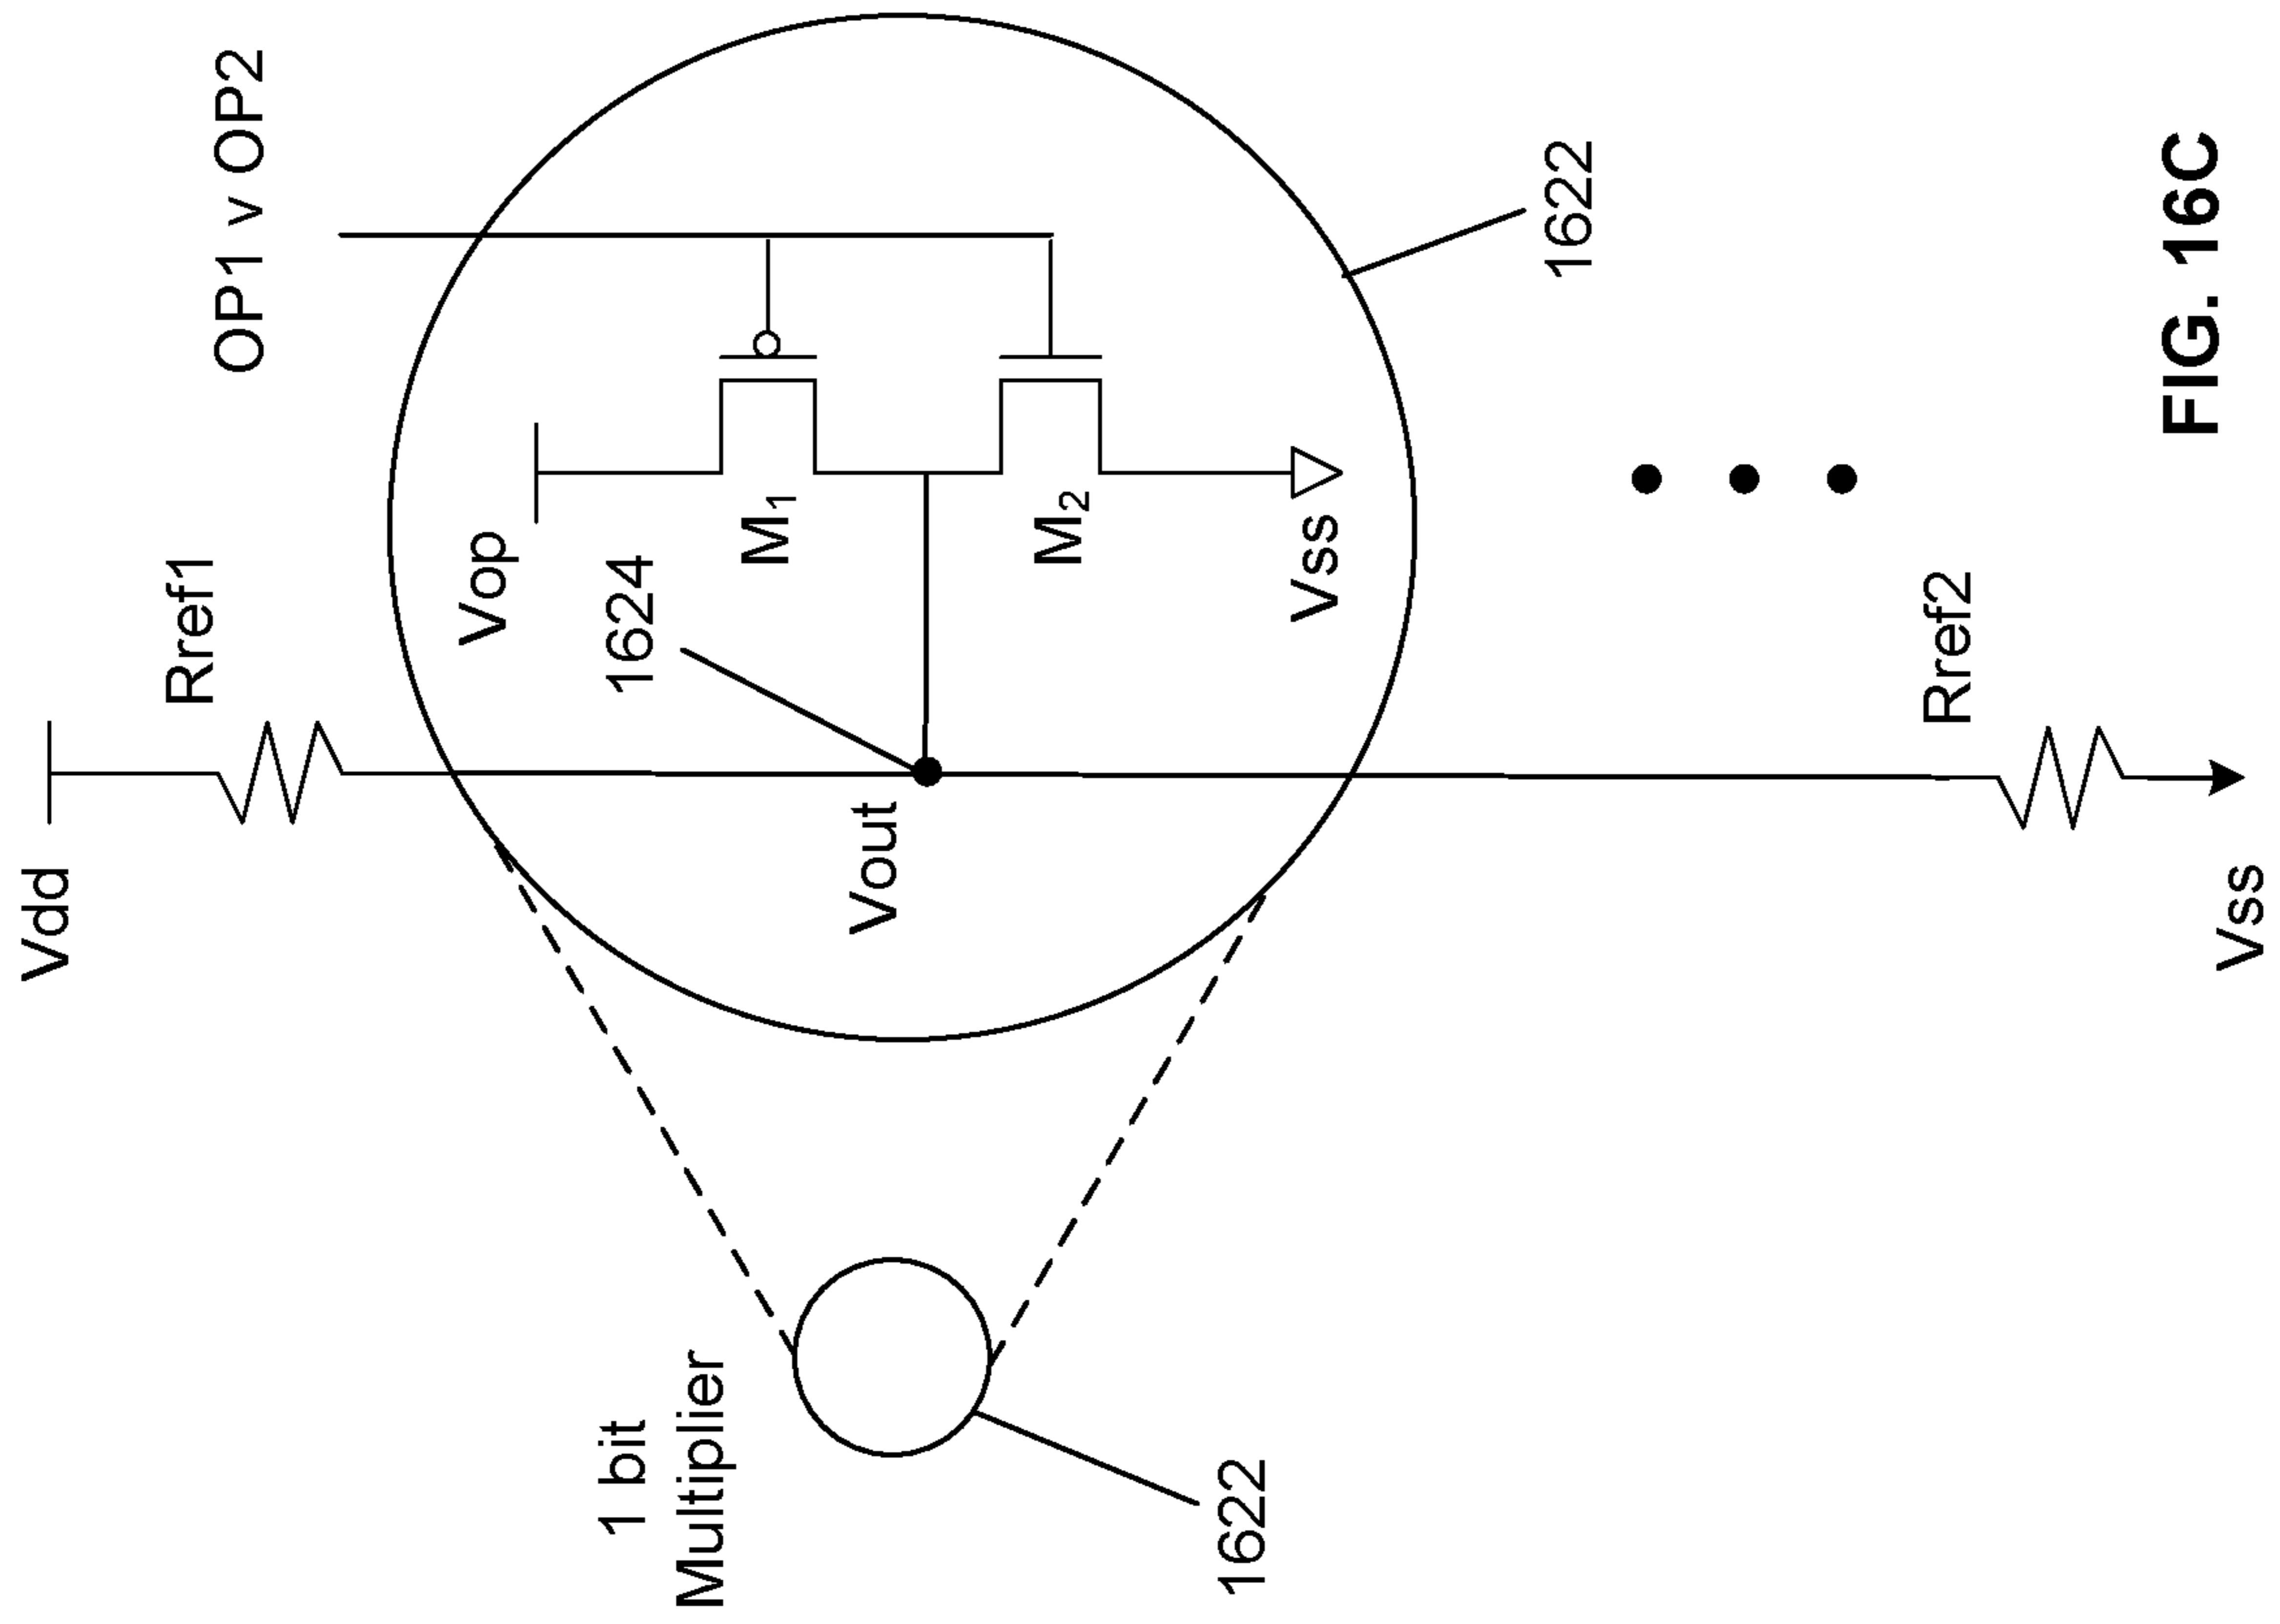 Vdd
Rref1
OP1 v OP2
Vop
1624
M1
Vout
M2
Vss
1622
1 bit
Multiplier
1622
Rref2
Vss
FIG. 16C